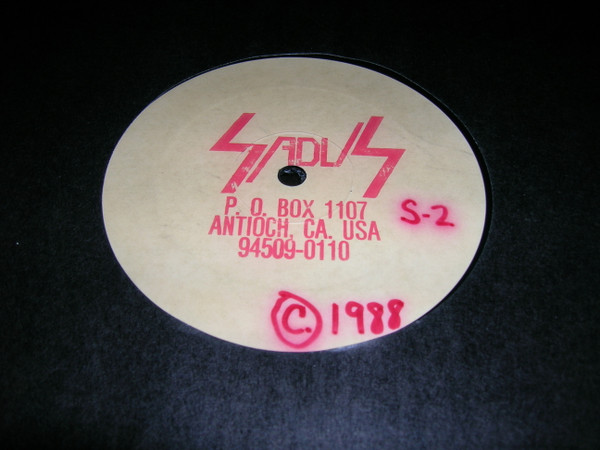 SADUS
P. O. BOX 1107
ANTIOCH, CA. USA
94509-0110
S-2
©. 1988